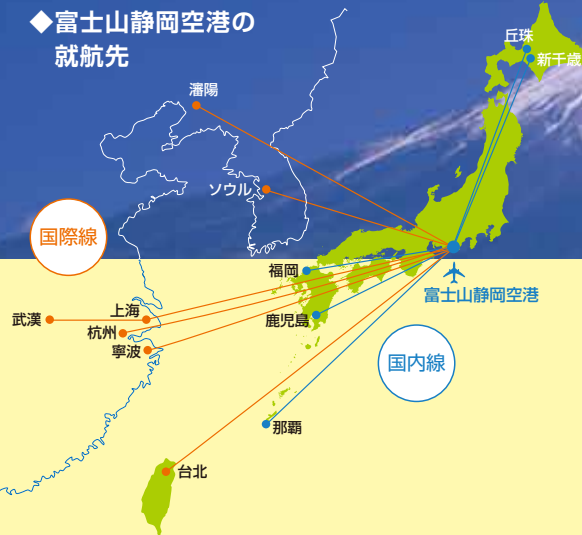 ◆富士山静岡空港の
就航先
丘珠
新千歳
瀋陽
ソウル
国際線
福岡
富士山静岡空港
上海
武漢
鹿児島
杭州
寧波
国内線
那覇
台北